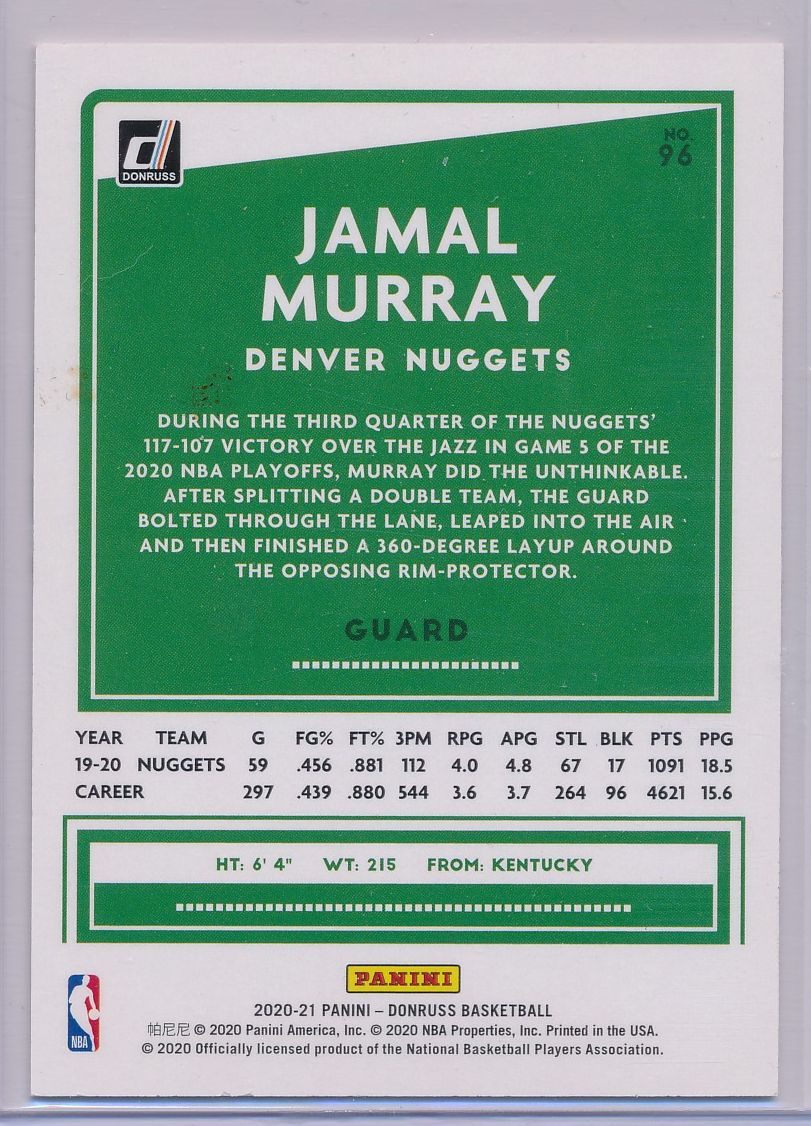 DONRUSS
NO.
96
JAMAL
MURRAY
DENVER NUGGETS
DURING THE THIRD QUARTER OF THE NUGGETS'
117-107 VICTORY OVER THE JAZZ IN GAME 5 OF THE
2020 NBA PLAYOFFS, MURRAY DID THE UNTHINKABLE.
AFTER SPLITTING A DOUBLE TEAM, THE GUARD
BOLTED THROUGH THE LANE, LEAPED INTO THE AIR
AND THEN FINISHED A 360-DEGREE LAYUP AROUND
THE OPPOSING RIM-PROTECTOR.
GUARD
YEAR TEAM G FG% FT% 3PM RPG APG STL BLK PTS PPG
19-20 NUGGETS 59 .456 .881 112 4.0 4.8 67 17 1091 18.5
CAREER 297 .439 .880 544 3.6 3.7 264 96 4621 15.6
HT: 6' 4" WT: 215 FROM: KENTUCKY
PANINI
2020-21 PANINI – DONRUSS BASKETBALL
帕尼尼 © 2020 Panini America, Inc. © 2020 NBA Properties, Inc. Printed in the USA.
© 2020 Officially licensed product of the National Basketball Players Association.
NBA